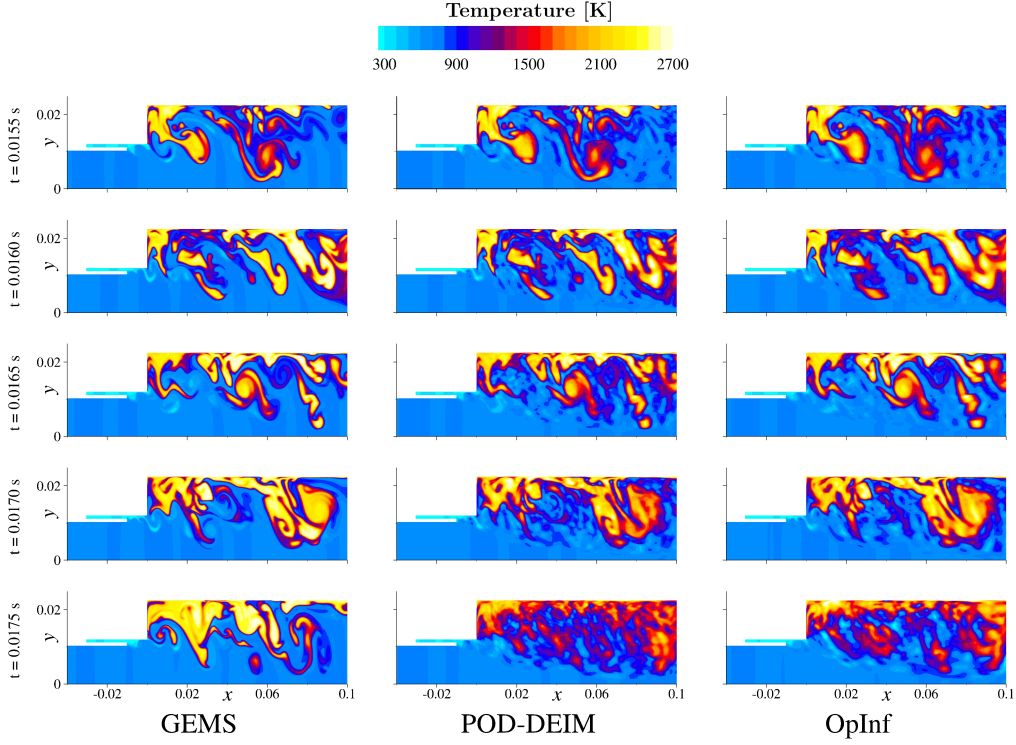 Temperature [K]
300 900 1500 2100 2700
t = 0.0155 s
y
0.02
0
t = 0.0160 s
y
0.02
0
t = 0.0165 s
y
0.02
0
t = 0.0170 s
y
0.02
0
t = 0.0175 s
y
0.02
0
-0.02 0.02 x 0.06 0.1
-0.02 0.02 x 0.06 0.1
-0.02 0.02 x 0.06 0.1
GEMS POD-DEIM OpInf